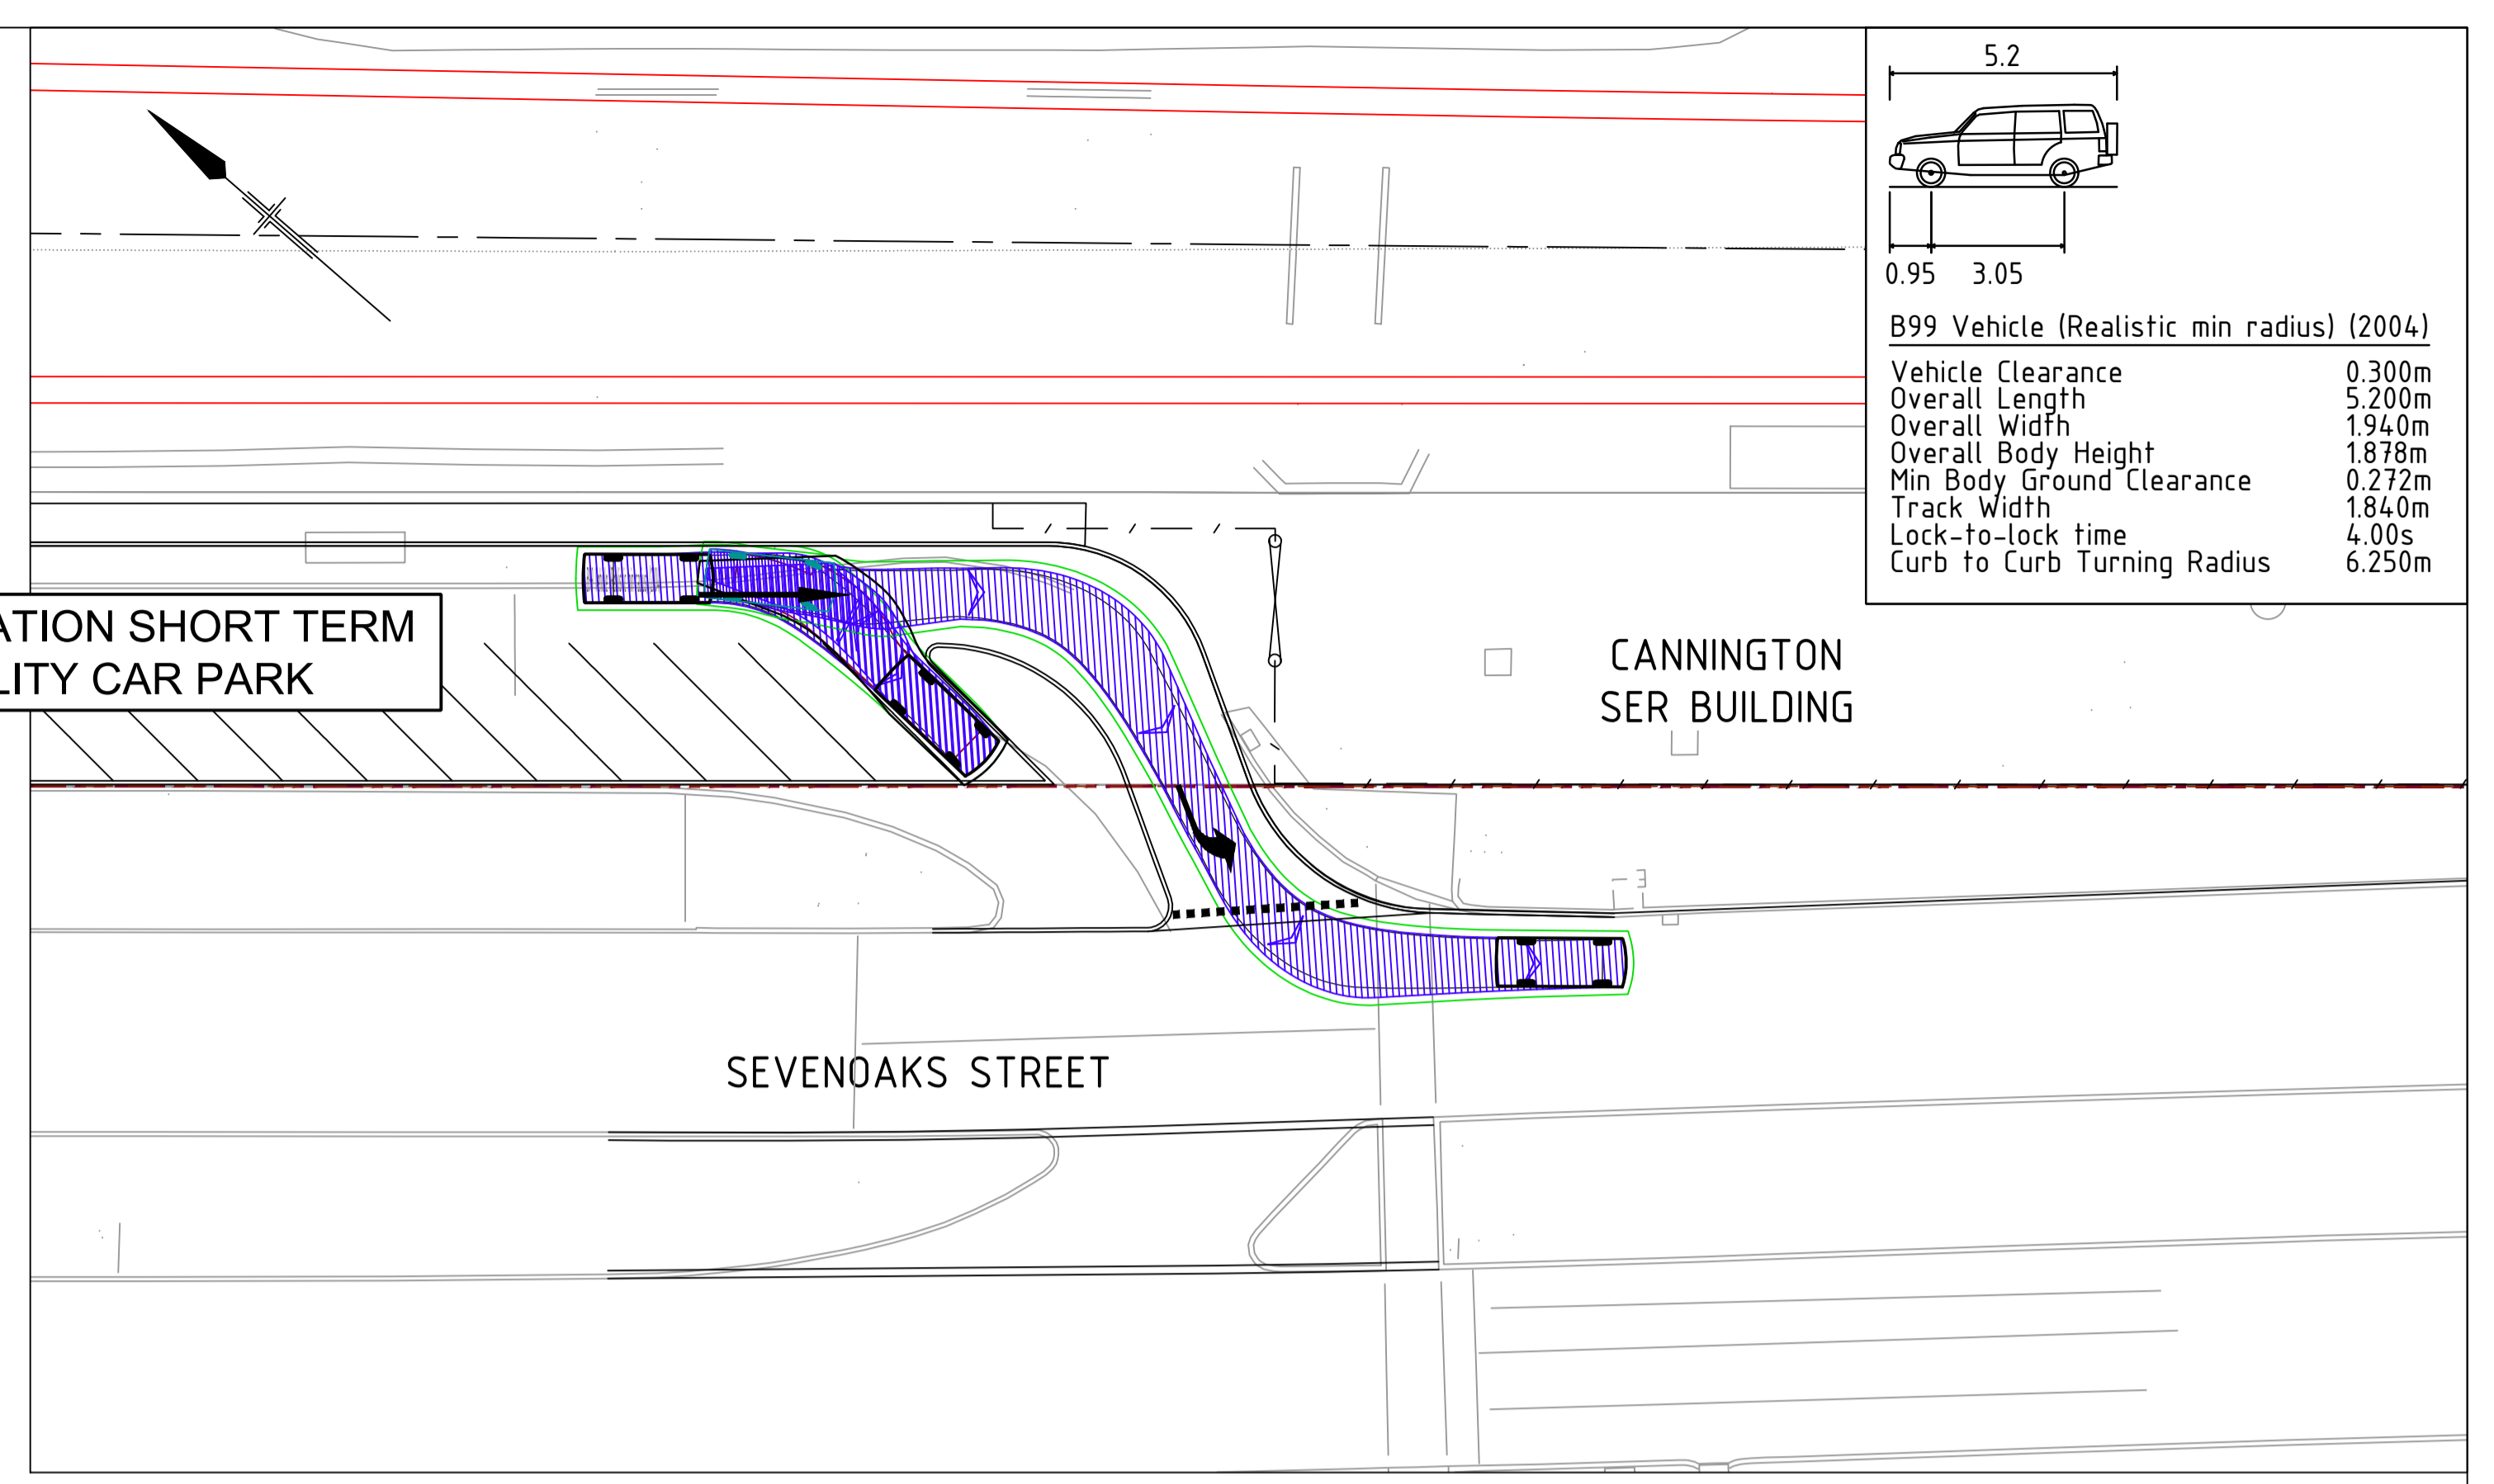 5.2
0.95 3.05
B99 Vehicle (Realistic min radius) (2004)
Vehicle Clearance 0.300m
Overall Length 5.200m
Overall Width 1.940m
Overall Body Height 1.878m
Min Body Ground Clearance 0.272m
Track Width 1.840m
Lock-to-lock time 4.00s
Curb to Curb Turning Radius 6.250m
ATION SHORT TERM
LITY CAR PARK
CANNINGTON
SER BUILDING
SEVENOAKS STREET